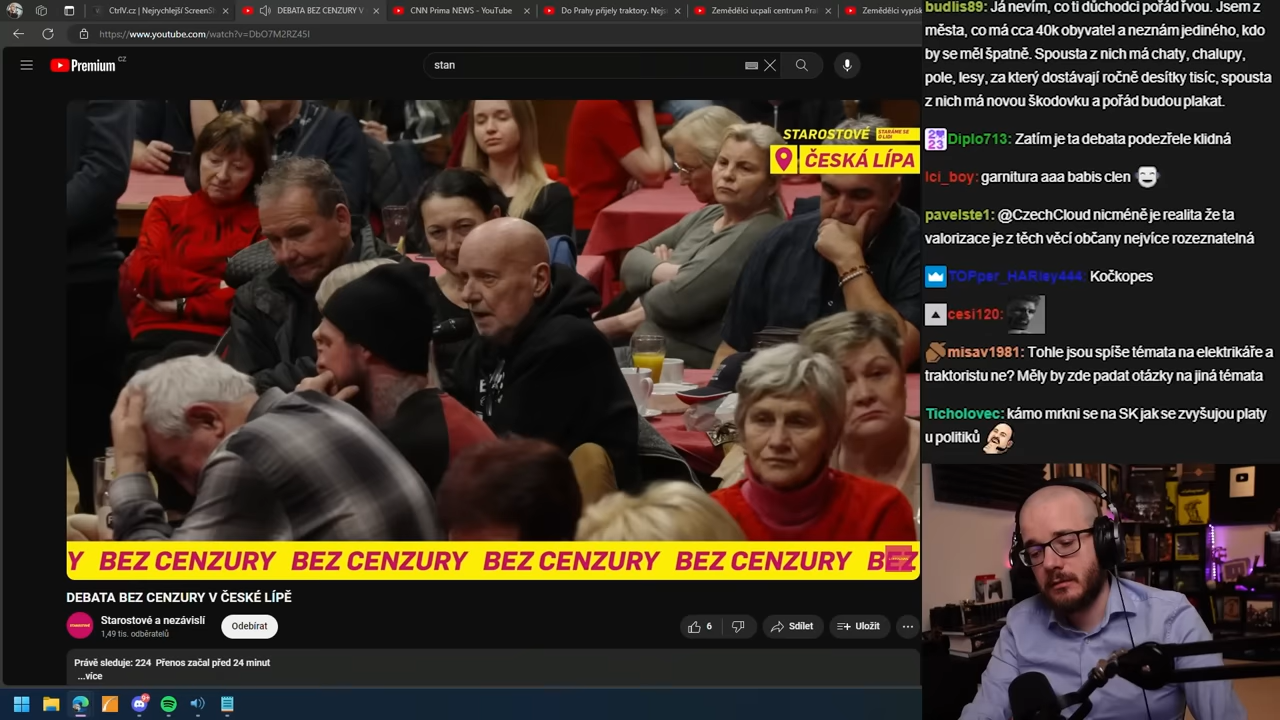 CtrlV.cz | Nejrychlejší ScreenSh
DEBATA BEZ CENZURY V
CNN Prima NEWS - YouTube
Do Prahy přijely traktory. Nejs
Zemědělci ucpali centrum Pra
Zemědělci vypísk
https://www.youtube.com/watch?v=DbO7M2RZ45I
Premium CZ
stan
STAROSTOVÉ
STARÁME SE
O LIDI
ČESKÁ LÍPA
Y BEZ CENZURY BEZ CENZURY BEZ CENZURY BEZ CENZURY BEZ
DEBATA BEZ CENZURY V ČESKÉ LÍPĚ
Starostové a nezávislí
1,49 tis. odběratelů
Odebírat
6
Sdílet
Uložit
Právě sleduje: 224 Přenos začal před 24 minut
...více
budlis89: Já nevím, co ti důchodci pořád řvou. Jsem z
města, co má cca 40k obyvatel a neznám jediného, kdo
by se měl špatně. Spousta z nich má chaty, chalupy,
pole, lesy, za který dostávají ročně desítky tisíc, spousta
z nich má novou škodovku a pořád budou plakat.
Diplo713: Zatím je ta debata podezřele klidná
lci_boy: garnitura aaa babis clen
pavelste1: @CzechCloud nicméně je realita že ta
valorizace je z těch věcí občany nejvíce rozeznatelná
TOPper_HARley444: Kočkopes
cesi120:
misav1981: Tohle jsou spíše témata na elektrikáře a
traktoristu ne? Měly by zde padat otázky na jiná témata
Ticholovec: kámo mrkni se na SK jak se zvyšujou platy
u politiků